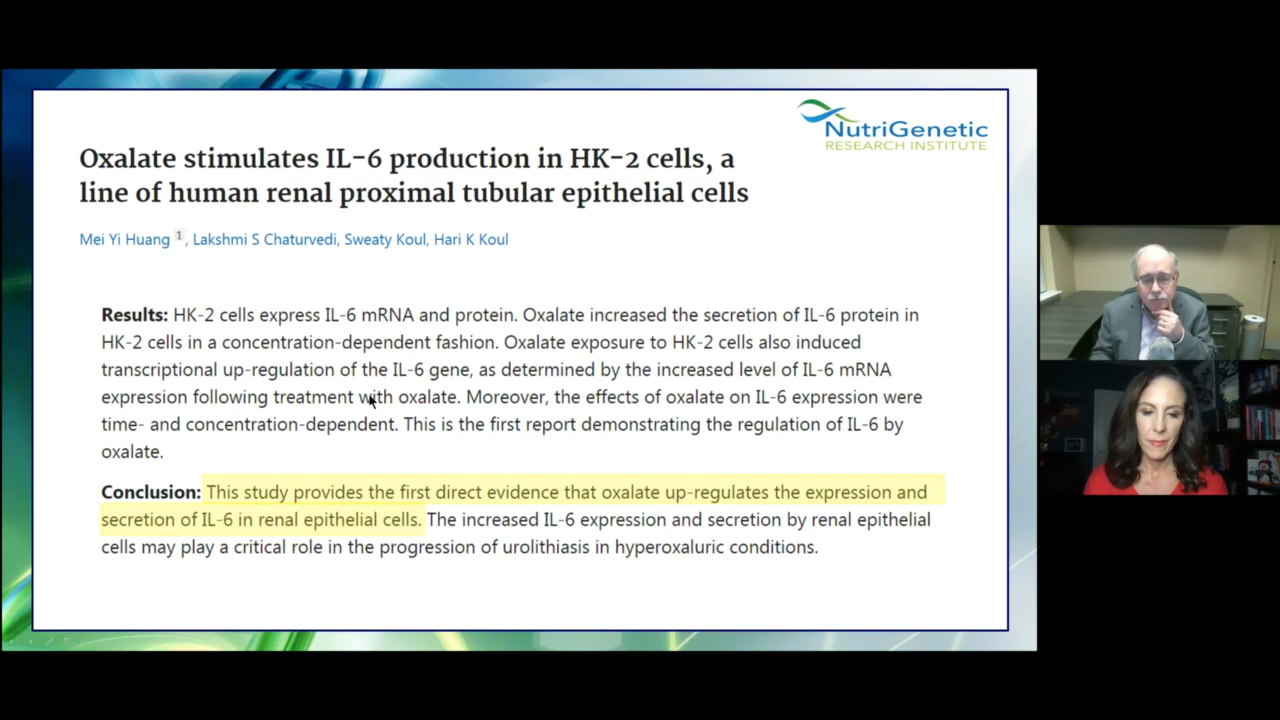 NutriGenetic
RESEARCH INSTITUTE
Oxalate stimulates IL-6 production in HK-2 cells, a
line of human renal proximal tubular epithelial cells
Mei Yi Huang 1, Lakshmi S Chaturvedi, Sweaty Koul, Hari K Koul
Results: HK-2 cells express IL-6 mRNA and protein. Oxalate increased the secretion of IL-6 protein in
HK-2 cells in a concentration-dependent fashion. Oxalate exposure to HK-2 cells also induced
transcriptional up-regulation of the IL-6 gene, as determined by the increased level of IL-6 mRNA
expression following treatment with oxalate. Moreover, the effects of oxalate on IL-6 expression were
time- and concentration-dependent. This is the first report demonstrating the regulation of IL-6 by
oxalate.
Conclusion: This study provides the first direct evidence that oxalate up-regulates the expression and
secretion of IL-6 in renal epithelial cells. The increased IL-6 expression and secretion by renal epithelial
cells may play a critical role in the progression of urolithiasis in hyperoxaluric conditions.